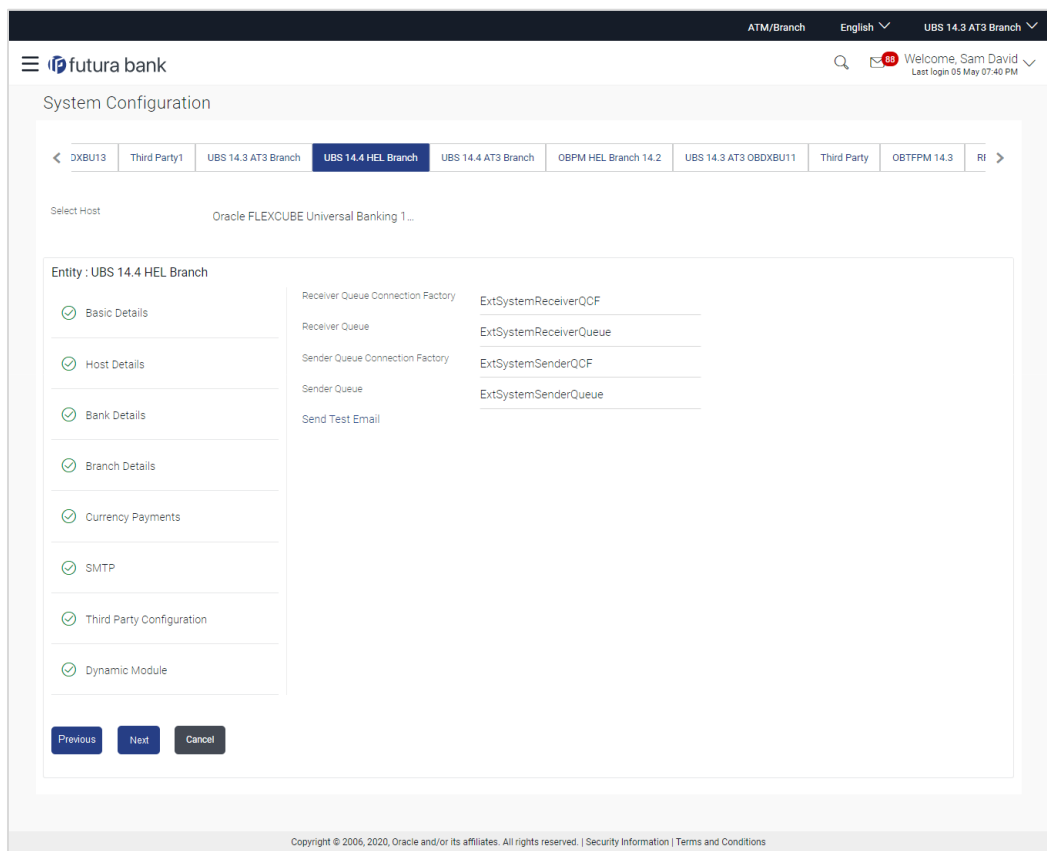 ATM/Branch English UBS 14.3 AT3 Branch
futura bank
88
Welcome, Sam David
Last login 05 May 07:40 PM
System Configuration
DXBU13 Third Party1 UBS 14.3 AT3 Branch UBS 14.4 HEL Branch UBS 14.4 AT3 Branch OBPM HEL Branch 14.2 UBS 14.3 AT3 OBDXBU11 Third Party OBTFPM 14.3
Select Host Oracle FLEXCUBE Universal Banking 1...
Entity : UBS 14.4 HEL Branch
Basic Details
Host Details
Bank Details
Branch Details
Currency Payments
SMTP
Third Party Configuration
Dynamic Module
Receiver Queue Connection Factory ExtSystemReceiverQCF
Receiver Queue ExtSystemReceiverQueue
Sender Queue Connection Factory ExtSystemSenderQCF
Sender Queue ExtSystemSenderQueue
Send Test Email
Previous Next Cancel
Copyright © 2006, 2020, Oracle and/or its affiliates. All rights reserved. | Security Information | Terms and Conditions